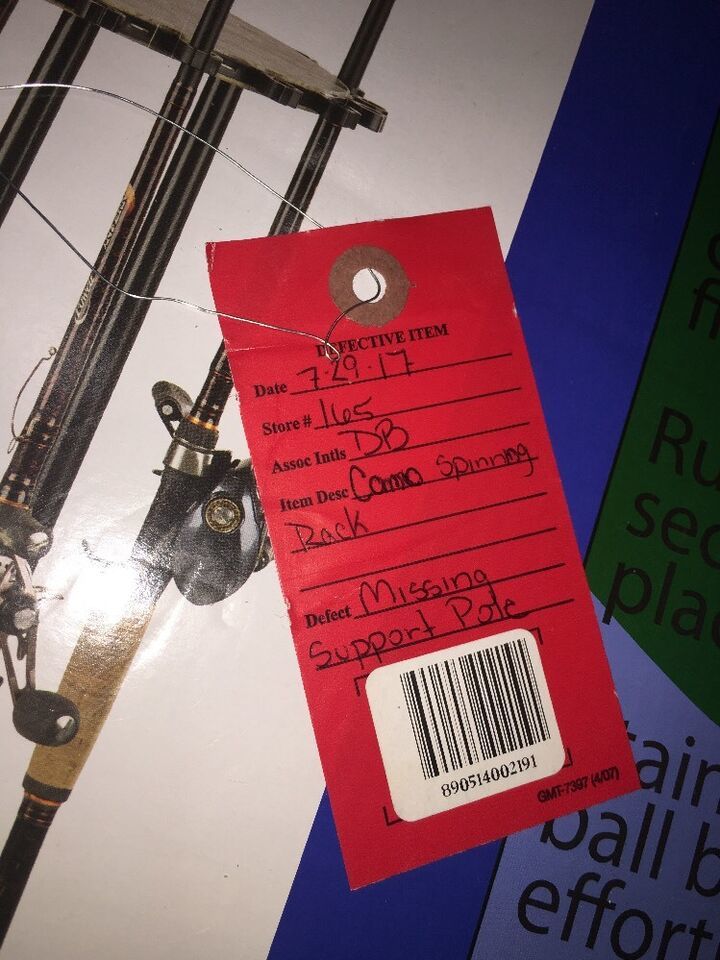 DEFECTIVE ITEM
Date 7-29-17
Store # 165
Assoc Intls DB
Item Desc Camo Spinning
Rack
Defect Missing
Support Pole
890514002191
GMT-7397 (4/07)
Ru
sec
pla
tain
ball b
effort